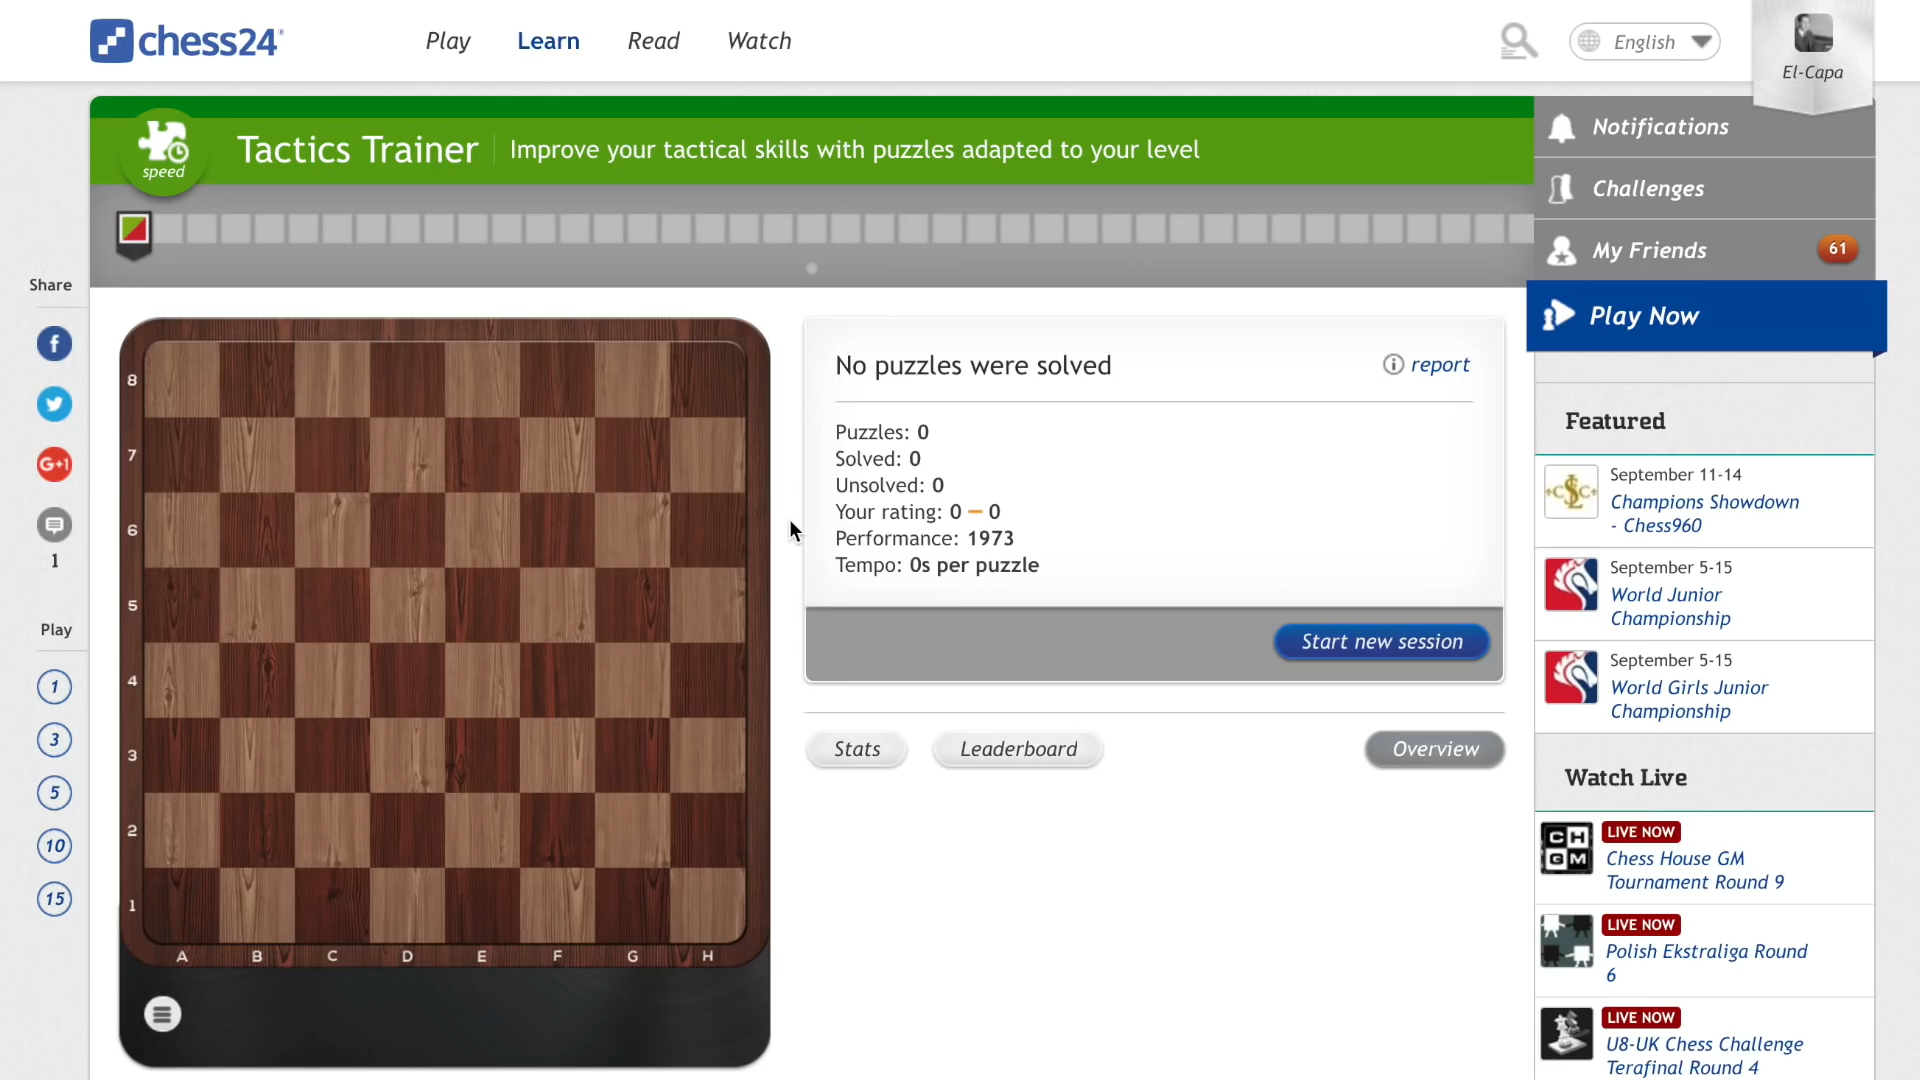 chess24
Play
Learn
Read
Watch
English
El-Capa
speed
Tactics Trainer
Improve your tactical skills with puzzles adapted to your level
Notifications
Challenges
My Friends
61
Play Now
Share
G+1
1
Play
1
3
5
10
15
8
7
6
5
4
3
2
1
A B C D E F G H
No puzzles were solved
report
Puzzles: 0
Solved: 0
Unsolved: 0
Your rating: 0 – 0
Performance: 1973
Tempo: 0s per puzzle
Start new session
Stats
Leaderboard
Overview
Featured
September 11-14
Champions Showdown
- Chess960
September 5-15
World Junior
Championship
September 5-15
World Girls Junior
Championship
Watch Live
CH
GM
LIVE NOW
Chess House GM
Tournament Round 9
LIVE NOW
Polish Ekstraliga Round
6
LIVE NOW
U8-UK Chess Challenge
Terafinal Round 4